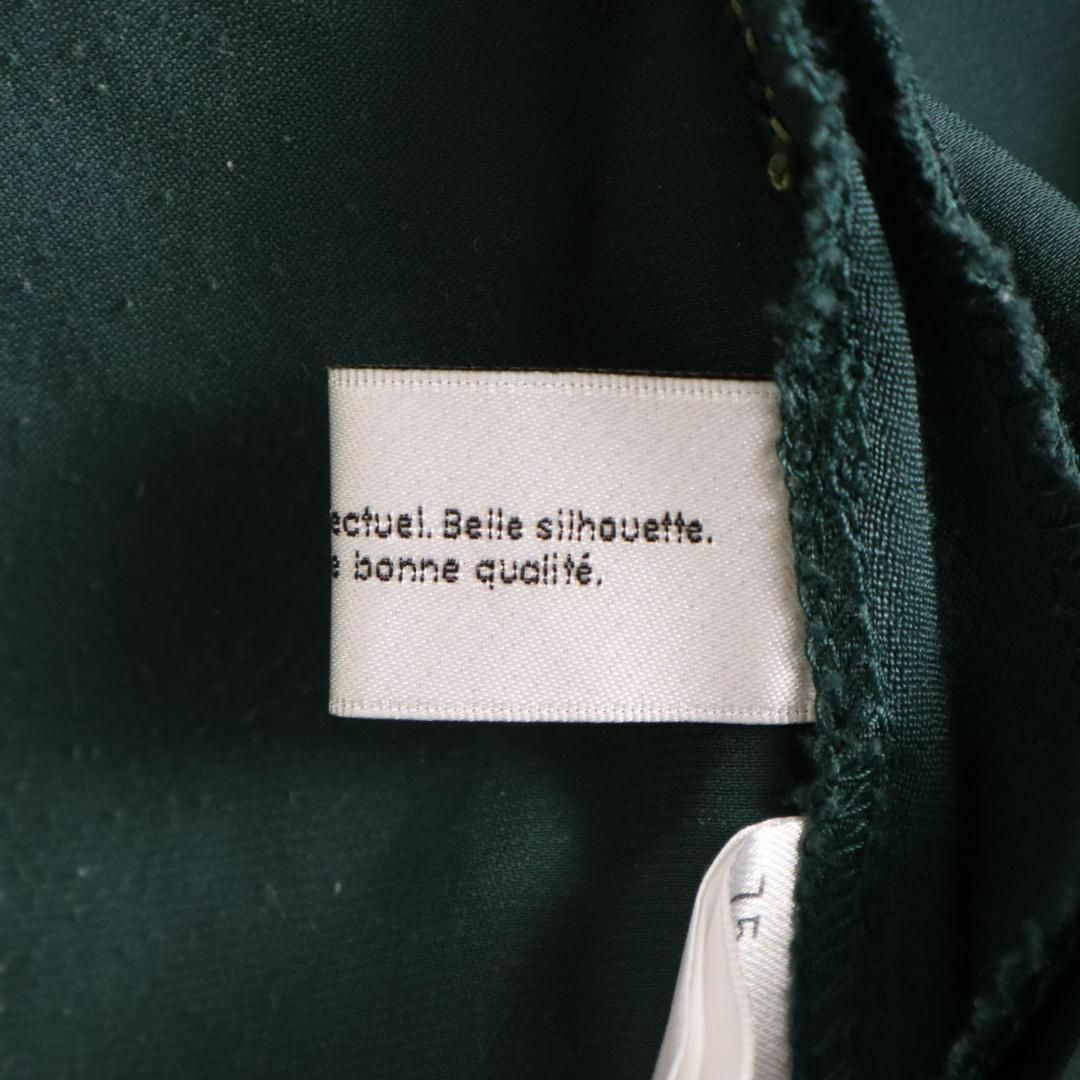 ectuel. Belle silhouette.
bonne qualité.